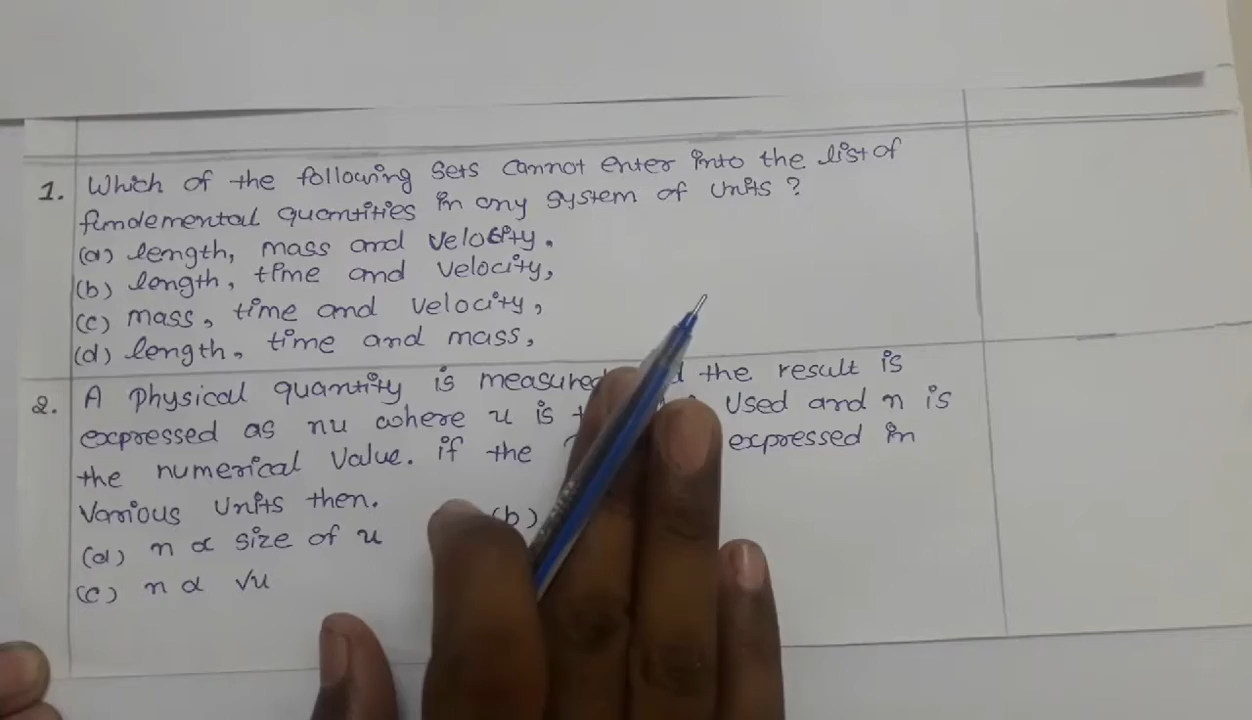 1. Which of the following sets cannot enter into the list of
fundemental quantities in any system of units ?
(a) length, mass and velocity.
(b) length, time and velocity,
(c) mass, time and velocity,
(d) length, time and mass,
2. A physical quantity is measured the result is
expressed as nu where u is used and n is
the numerical value. if the expressed in
various units then.
(a) n α size of u (b)
(c) n α √u